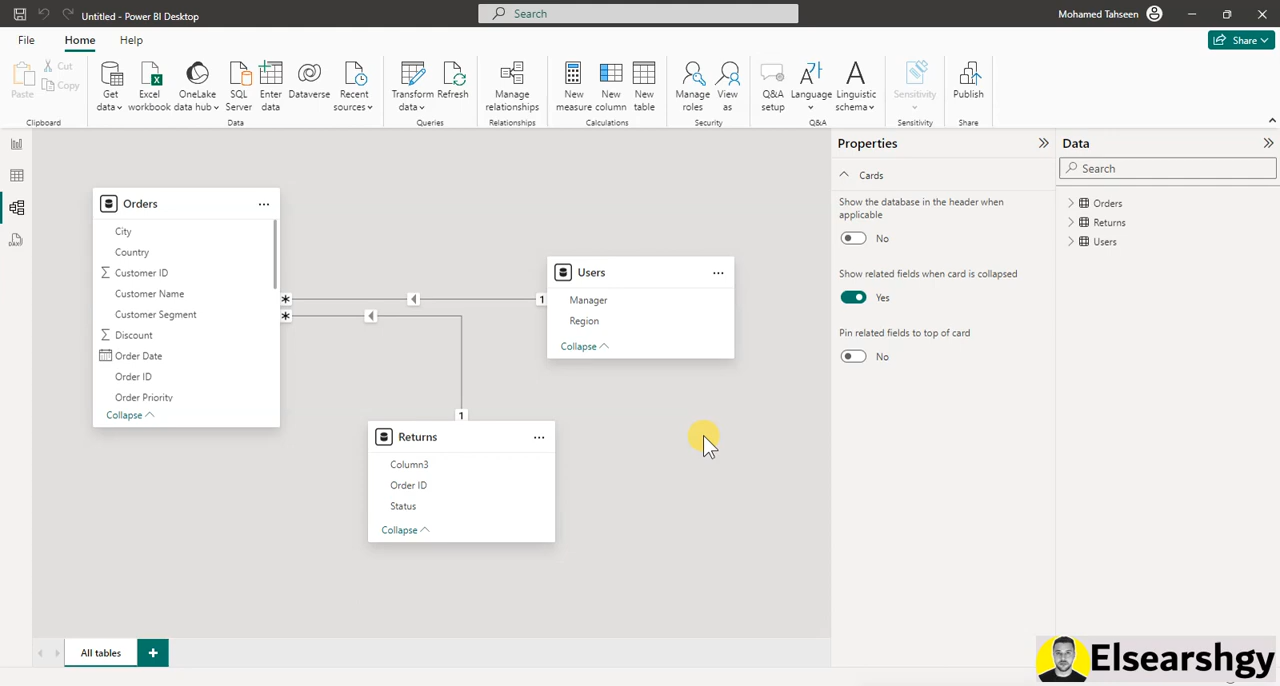 Untitled - Power BI Desktop
Search
Mohamed Tahseen
File
Home
Help
Share
Paste
Cut
Copy
Clipboard
Get data
Excel workbook
OneLake data hub
SQL Server
Enter data
Dataverse
Recent sources
Data
Transform data
Refresh
Queries
Manage relationships
Relationships
New measure
New column
New table
Calculations
Manage roles
View as
Security
Q&A setup
Language
Linguistic schema
Q&A
Sensitivity
Sensitivity
Publish
Share
Orders
City
Country
Customer ID
Customer Name
Customer Segment
Discount
Order Date
Order ID
Order Priority
Collapse
*
*
1
1
Users
Manager
Region
Collapse
Returns
Column3
Order ID
Status
Collapse
Properties
Cards
Show the database in the header when
applicable
No
Show related fields when card is collapsed
Yes
Pin related fields to top of card
No
Data
Search
Orders
Returns
Users
All tables
Elsearshgy